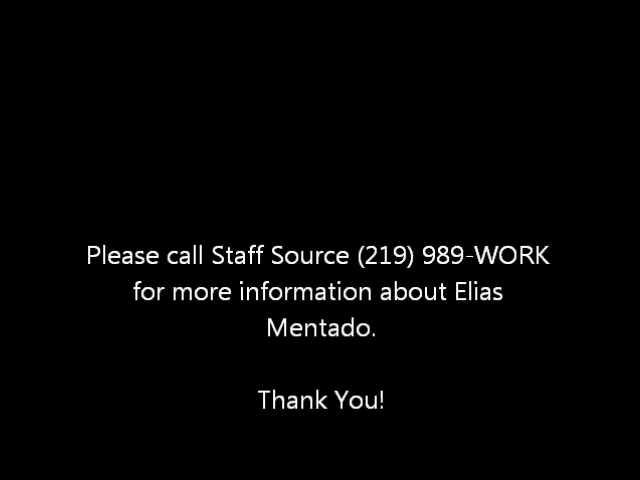 Please call Staff Source (219) 989-WORK
for more information about Elias
Mentado.
Thank You!